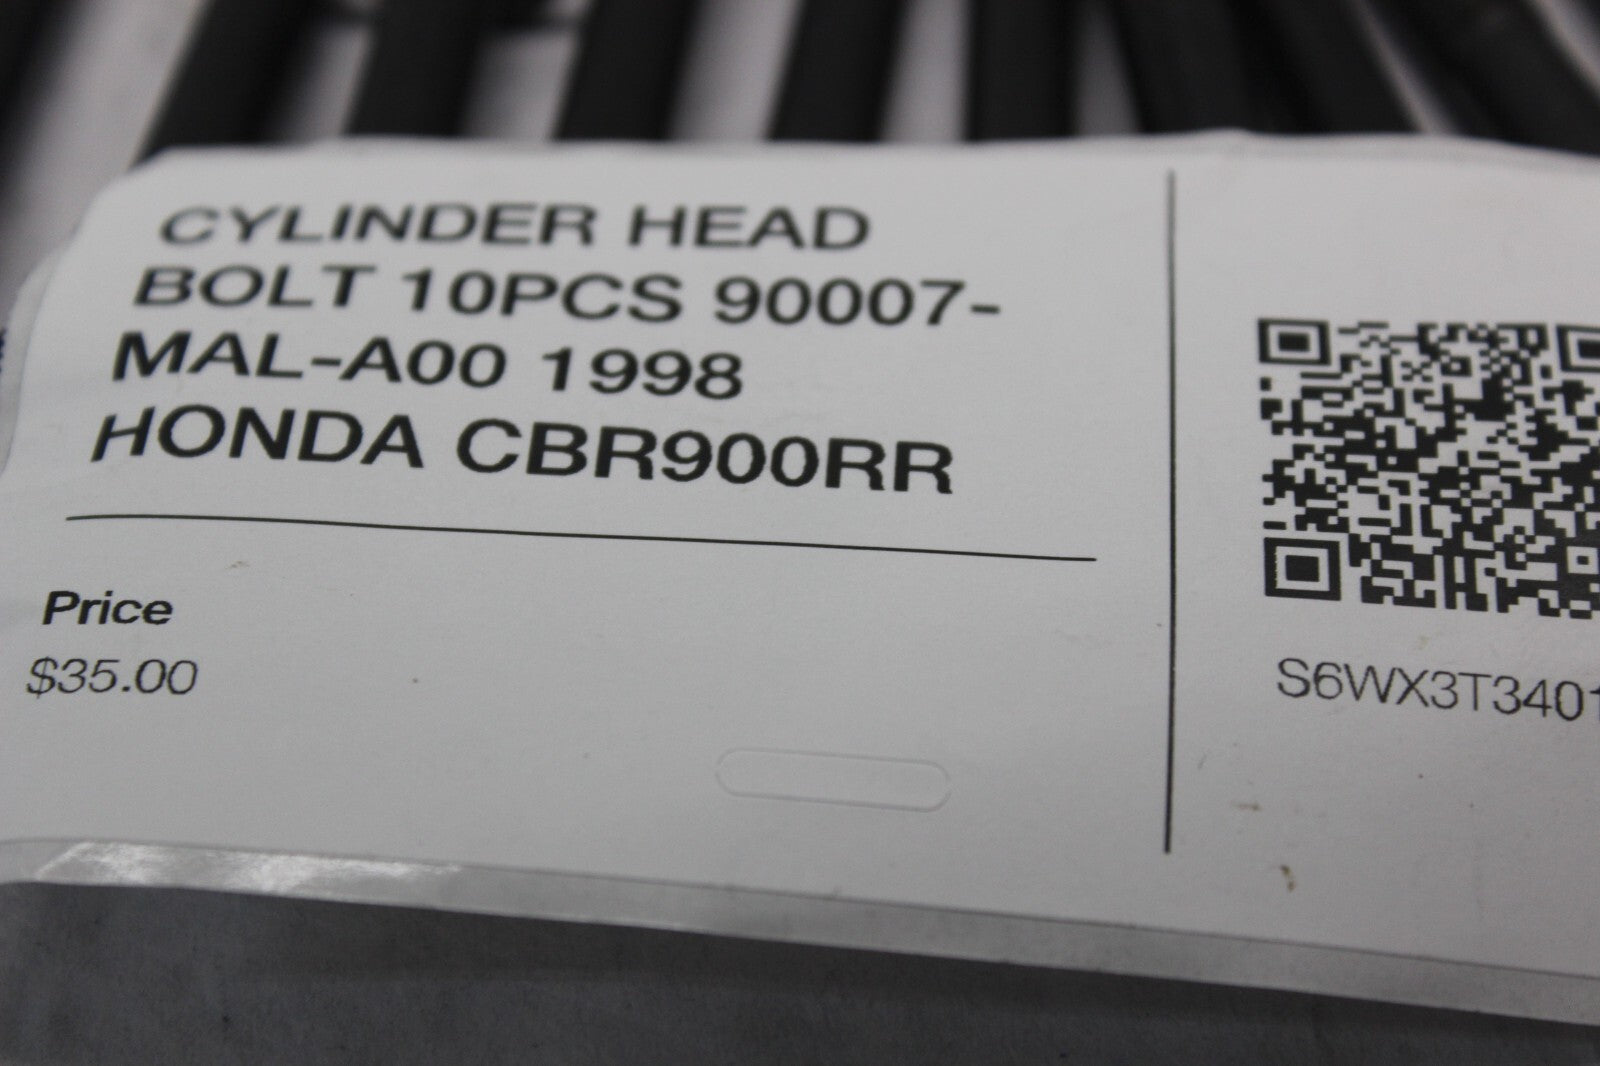 CYLINDER HEAD
BOLT 10PCS 90007-
MAL-A00 1998
HONDA CBR900RR
Price
$35.00
S6WX3T3401